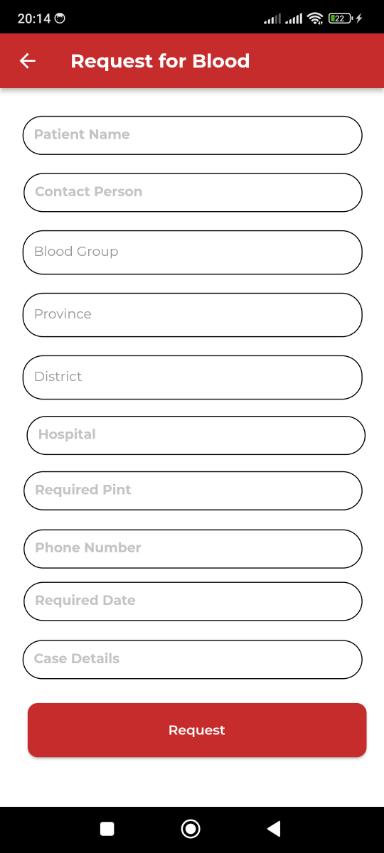 20:14
22
Request for Blood
Patient Name
Contact Person
Blood Group
Province
District
Hospital
Required Pint
Phone Number
Required Date
Case Details
Request